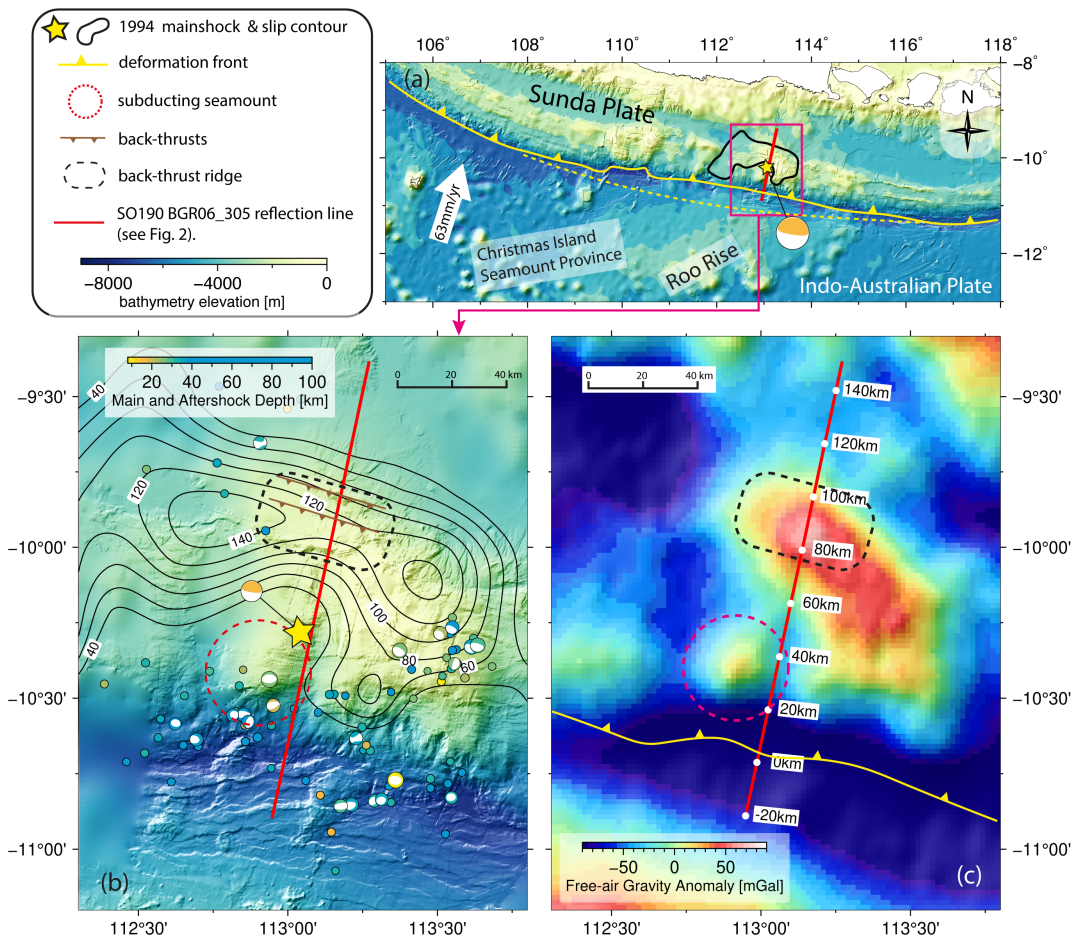 1994 mainshock & slip contour
deformation front
subducting seamount
back-thrusts
back-thrust ridge
SO190 BGR06_305 reflection line
(see Fig. 2).
−8000 −4000 0
bathymetry elevation [m]
106° 108° 110° 112° 114° 116° 118°
(a)
Sunda Plate
N
63mm/yr
Christmas Island
Seamount Province
Roo Rise
Indo-Australian Plate
−8°
−10°
−12°
20 40 60 80 100
Main and Aftershock Depth [km]
0 20 40 km
40
120
120
140
100
80
60
40
(b)
−9°30'
−10°00'
−10°30'
−11°00'
112°30' 113°00' 113°30'
0 20 40 km
140km
120km
100km
80km
60km
40km
20km
0km
-20km
−50 0 50
Free-air Gravity Anomaly [mGal]
(c)
−9°30'
−10°00'
−10°30'
−11°00'
112°30' 113°00' 113°30'